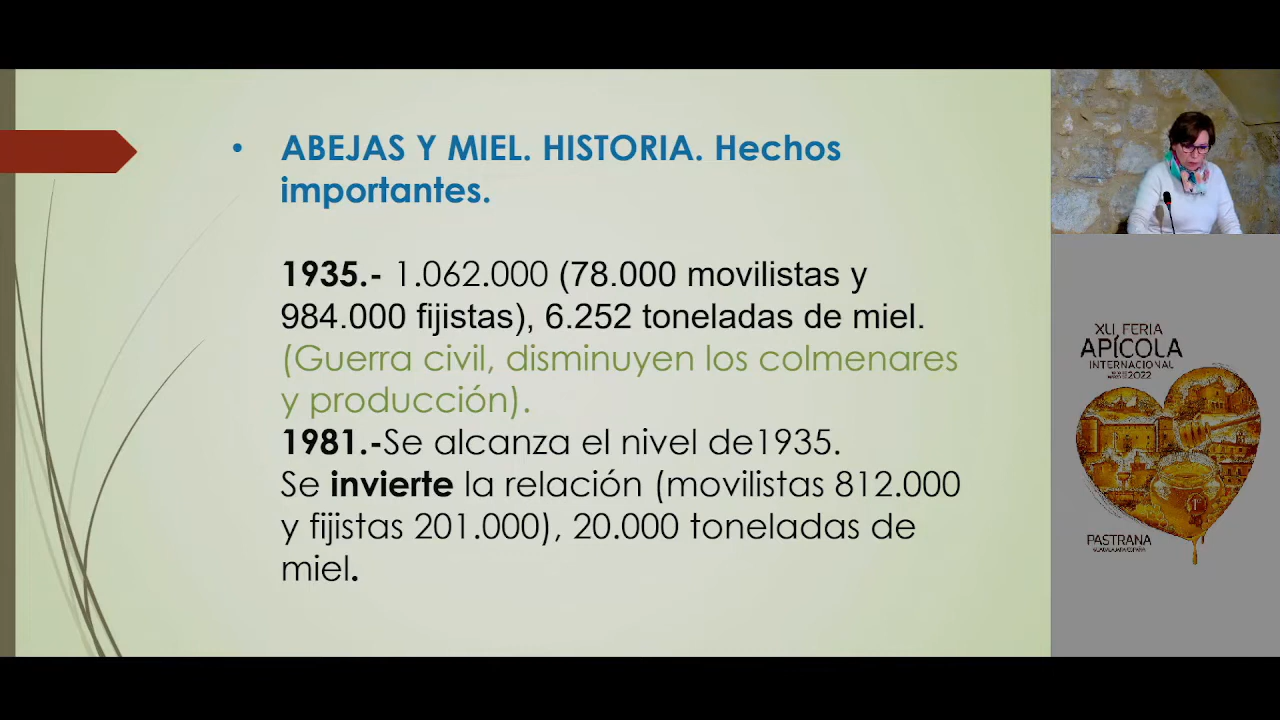 • ABEJAS Y MIEL. HISTORIA. Hechos
importantes.
1935.- 1.062.000 (78.000 movilistas y
984.000 fijistas), 6.252 toneladas de miel.
(Guerra civil, disminuyen los colmenares
y producción).
1981.-Se alcanza el nivel de1935.
Se invierte la relación (movilistas 812.000
y fijistas 201.000), 20.000 toneladas de
miel.
XLI FERIA
APÍCOLA
INTERNACIONAL
2022
PASTRANA